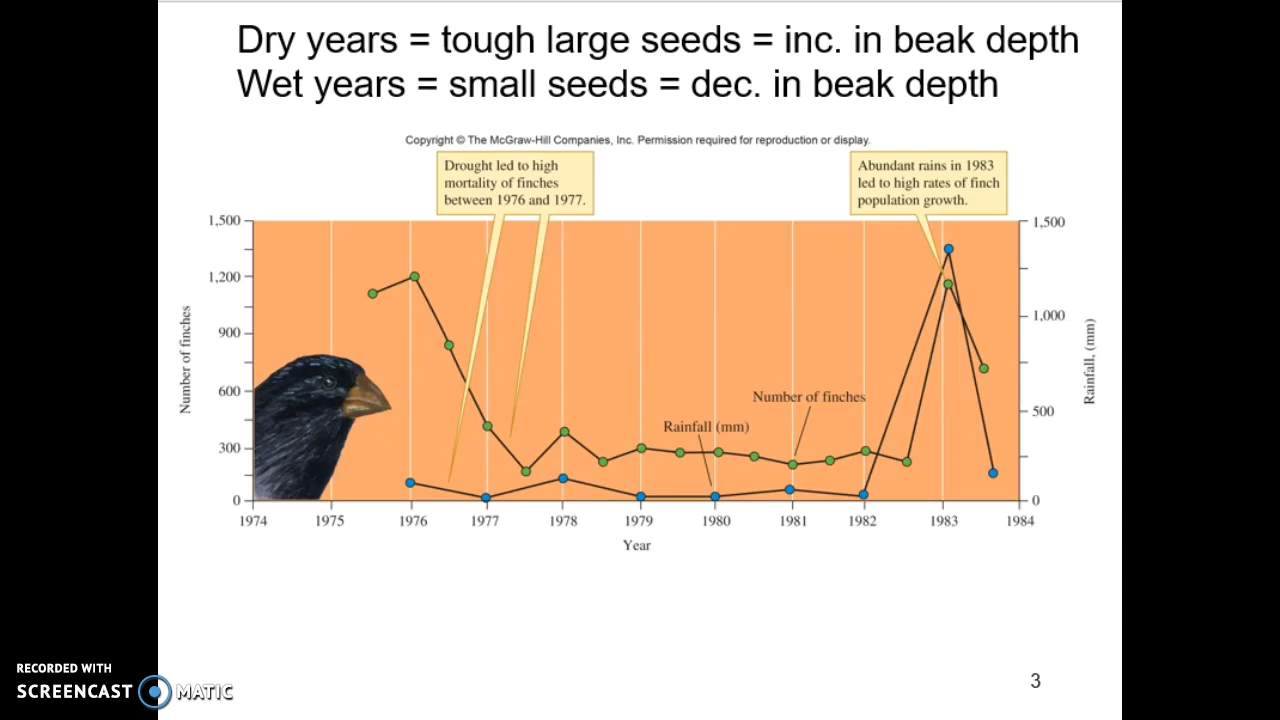 Dry years = tough large seeds = inc. in beak depth
Wet years = small seeds = dec. in beak depth
Copyright © The McGraw-Hill Companies, Inc. Permission required for reproduction or display.
Drought led to high
mortality of finches
between 1976 and 1977.
Abundant rains in 1983
led to high rates of finch
population growth.
1,500
1,200
900
600
300
0
Number of finches
1,500
1,000
500
0
Rainfall, (mm)
Number of finches
Rainfall (mm)
1974 1975 1976 1977 1978 1979 1980 1981 1982 1983 1984
Year
3
RECORDED WITH
SCREENCAST MATIC